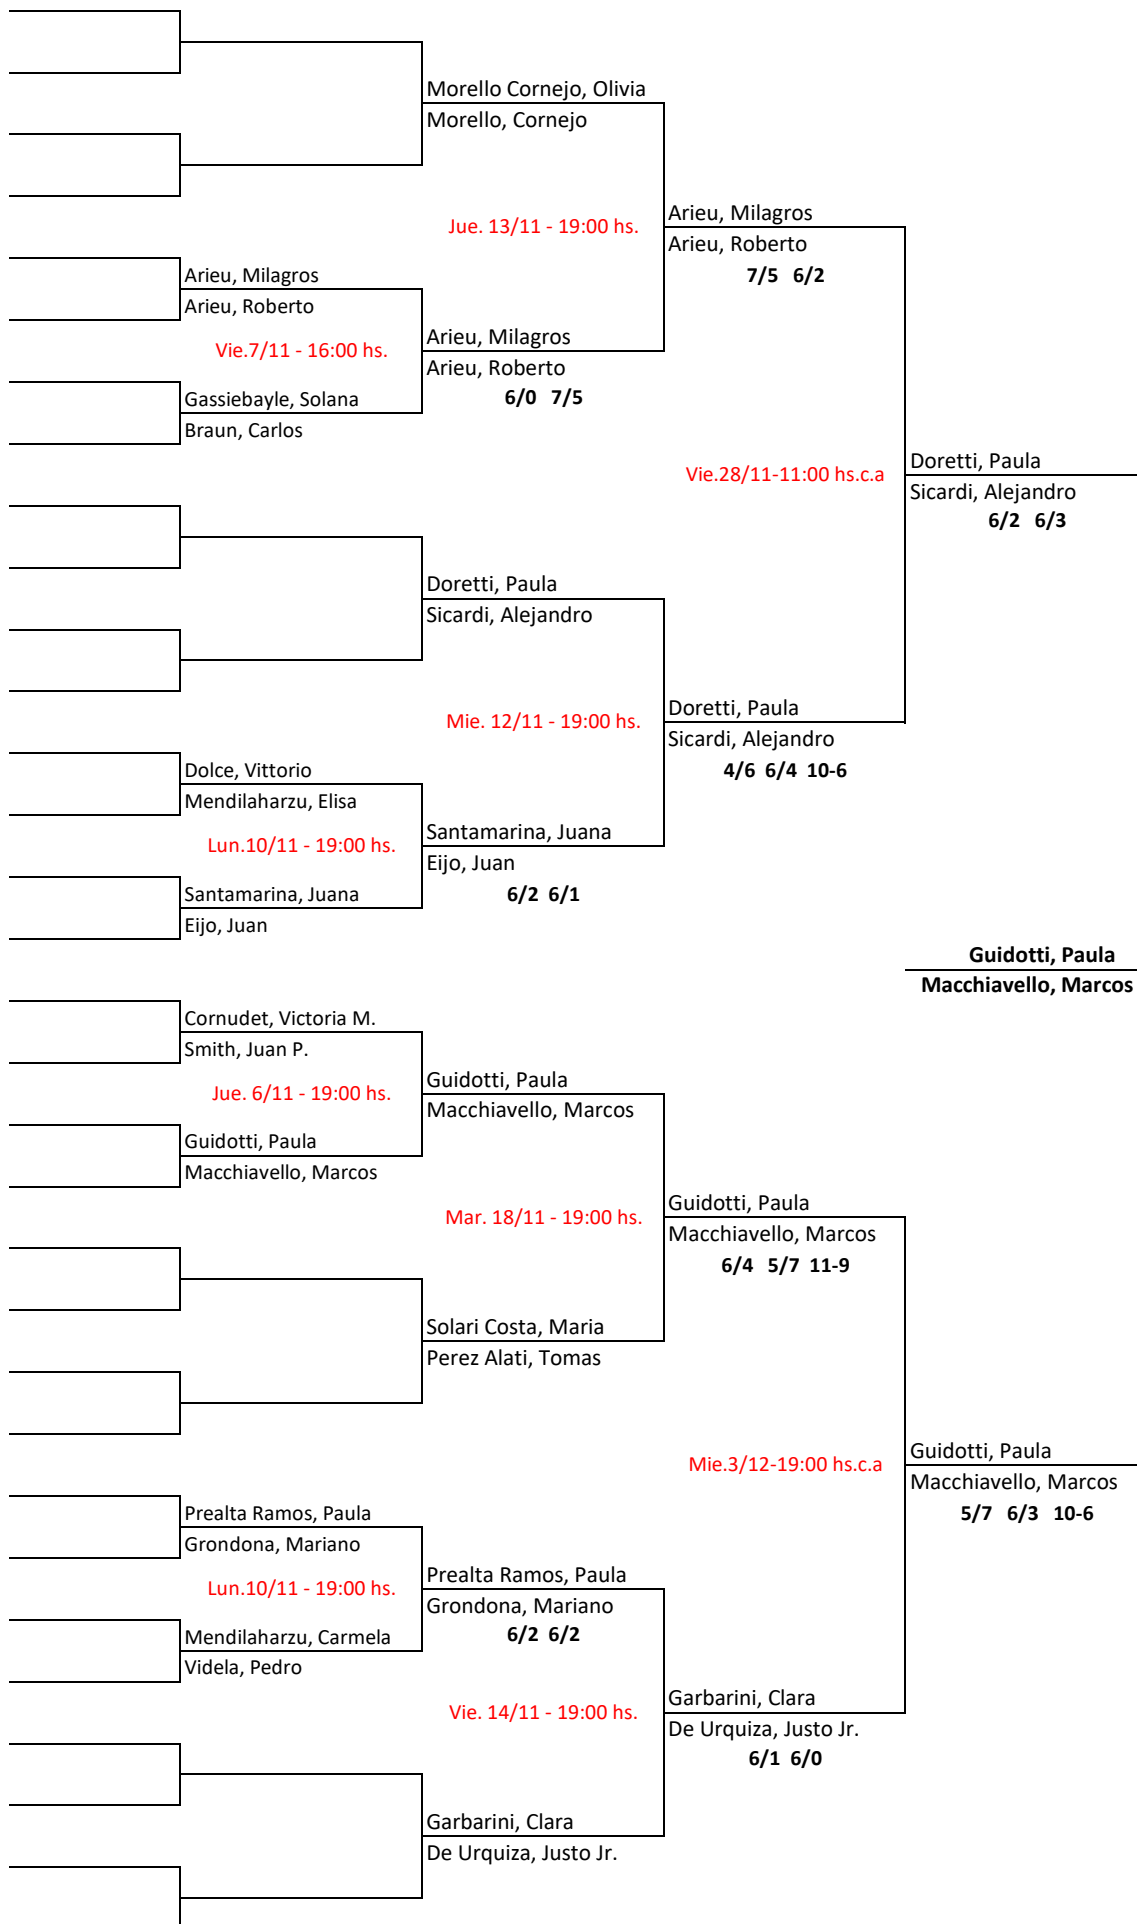 Morello Cornejo, Olivia
Morello, Cornejo
Jue. 13/11 - 19:00 hs.
Arieu, Milagros
Arieu, Roberto
7/5 6/2
Arieu, Milagros
Arieu, Roberto
Vie.7/11 - 16:00 hs.
Arieu, Milagros
Arieu, Roberto
6/0 7/5
Gassiebayle, Solana
Braun, Carlos
Vie.28/11-11:00 hs.c.a
Doretti, Paula
Sicardi, Alejandro
6/2 6/3
Doretti, Paula
Sicardi, Alejandro
Mie. 12/11 - 19:00 hs.
Doretti, Paula
Sicardi, Alejandro
4/6 6/4 10-6
Dolce, Vittorio
Mendilaharzu, Elisa
Lun.10/11 - 19:00 hs.
Santamarina, Juana
Eijo, Juan
6/2 6/1
Santamarina, Juana
Eijo, Juan
Guidotti, Paula
Macchiavello, Marcos
Cornudet, Victoria M.
Smith, Juan P.
Jue. 6/11 - 19:00 hs.
Guidotti, Paula
Macchiavello, Marcos
Guidotti, Paula
Macchiavello, Marcos
Mar. 18/11 - 19:00 hs.
Guidotti, Paula
Macchiavello, Marcos
6/4 5/7 11-9
Solari Costa, Maria
Perez Alati, Tomas
Mie.3/12-19:00 hs.c.a
Guidotti, Paula
Macchiavello, Marcos
5/7 6/3 10-6
Prealta Ramos, Paula
Grondona, Mariano
Lun.10/11 - 19:00 hs.
Prealta Ramos, Paula
Grondona, Mariano
6/2 6/2
Mendilaharzu, Carmela
Videla, Pedro
Vie. 14/11 - 19:00 hs.
Garbarini, Clara
De Urquiza, Justo Jr.
6/1 6/0
Garbarini, Clara
De Urquiza, Justo Jr.